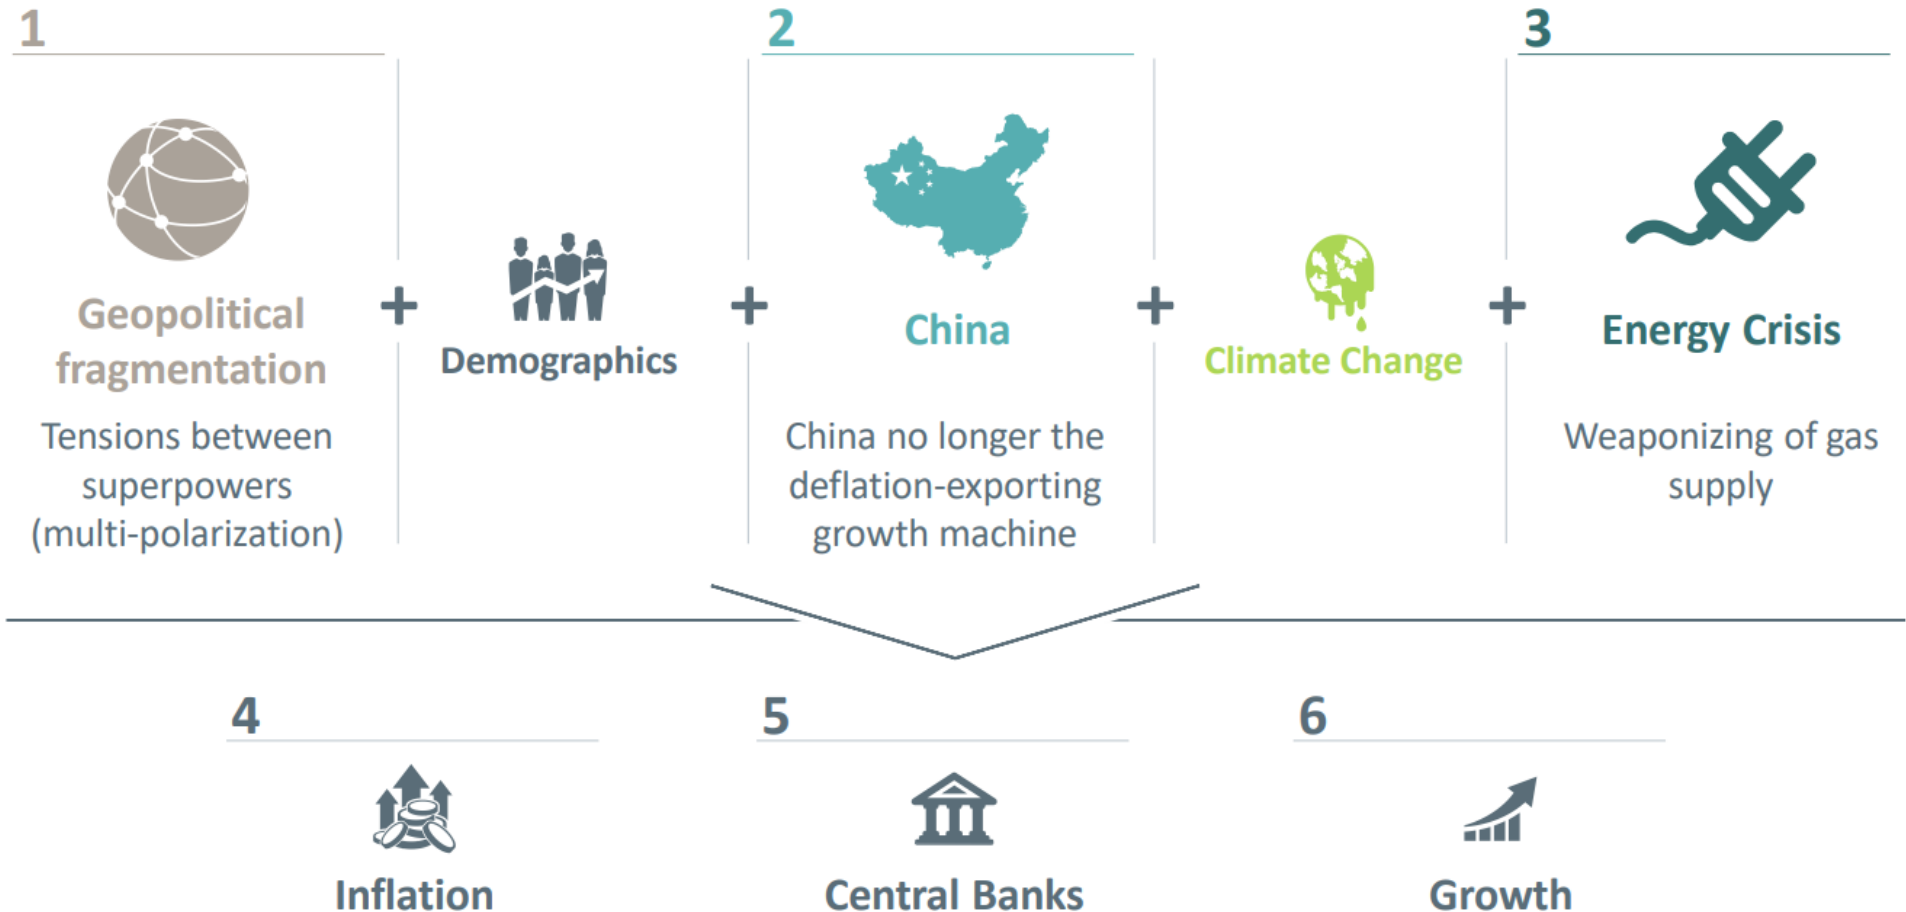 1
2
3
Geopolitical
fragmentation
Tensions between
superpowers
(multi-polarization)
+
Demographics
+
China
China no longer the
deflation-exporting
growth machine
+
Climate Change
+
Energy Crisis
Weaponizing of gas
supply
4
5
6
Inflation
Central Banks
Growth